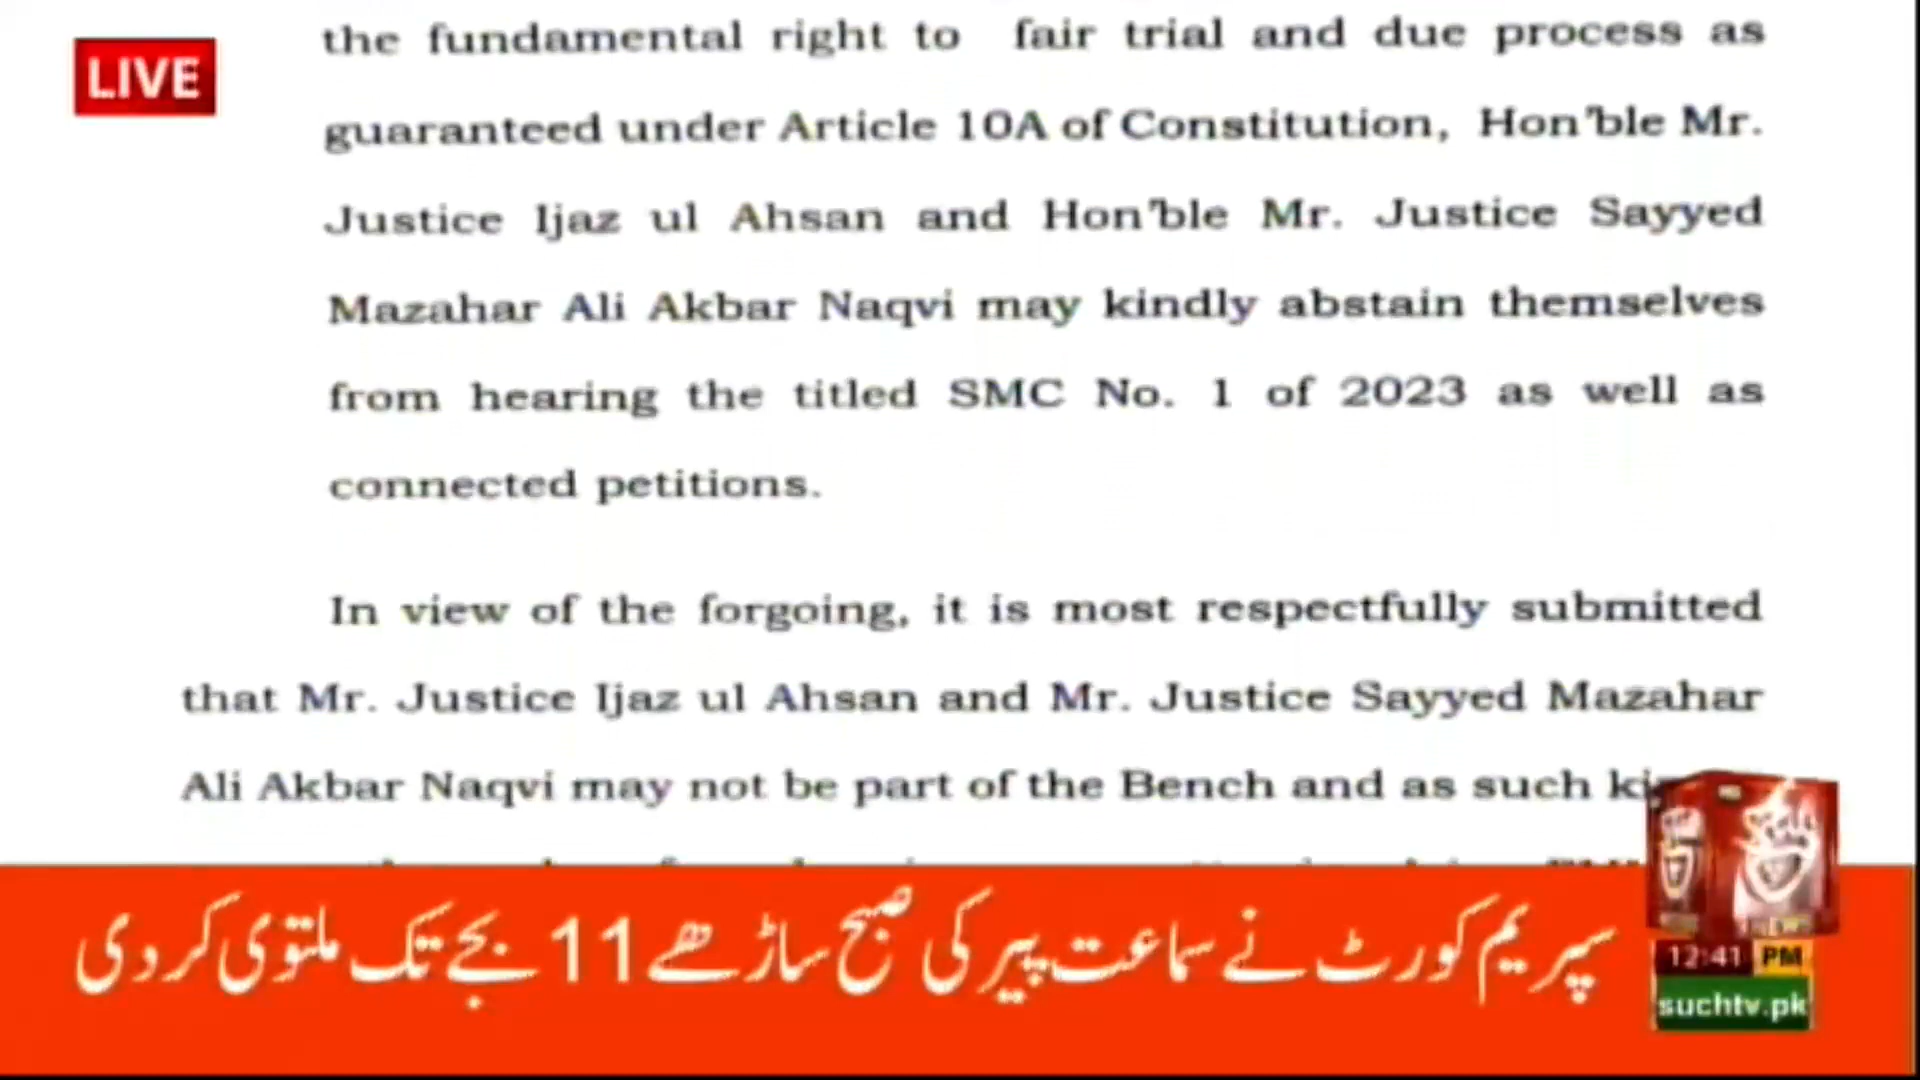 LIVE
the fundamental right to fair trial and due process as
guaranteed under Article 10A of Constitution, Hon'ble Mr.
Justice Ijaz ul Ahsan and Hon'ble Mr. Justice Sayyed
Mazahar Ali Akbar Naqvi may kindly abstain themselves
from hearing the titled SMC No. 1 of 2023 as well as
connected petitions.
In view of the forgoing, it is most respectfully submitted
that Mr. Justice Ijaz ul Ahsan and Mr. Justice Sayyed Mazahar
Ali Akbar Naqvi may not be part of the Bench and as such
سپریم کورٹ نے سماعت پیر کی صبح ساڑھے 11 بجے تک ملتوی کر دی
12:41 PM
suchtv.pk